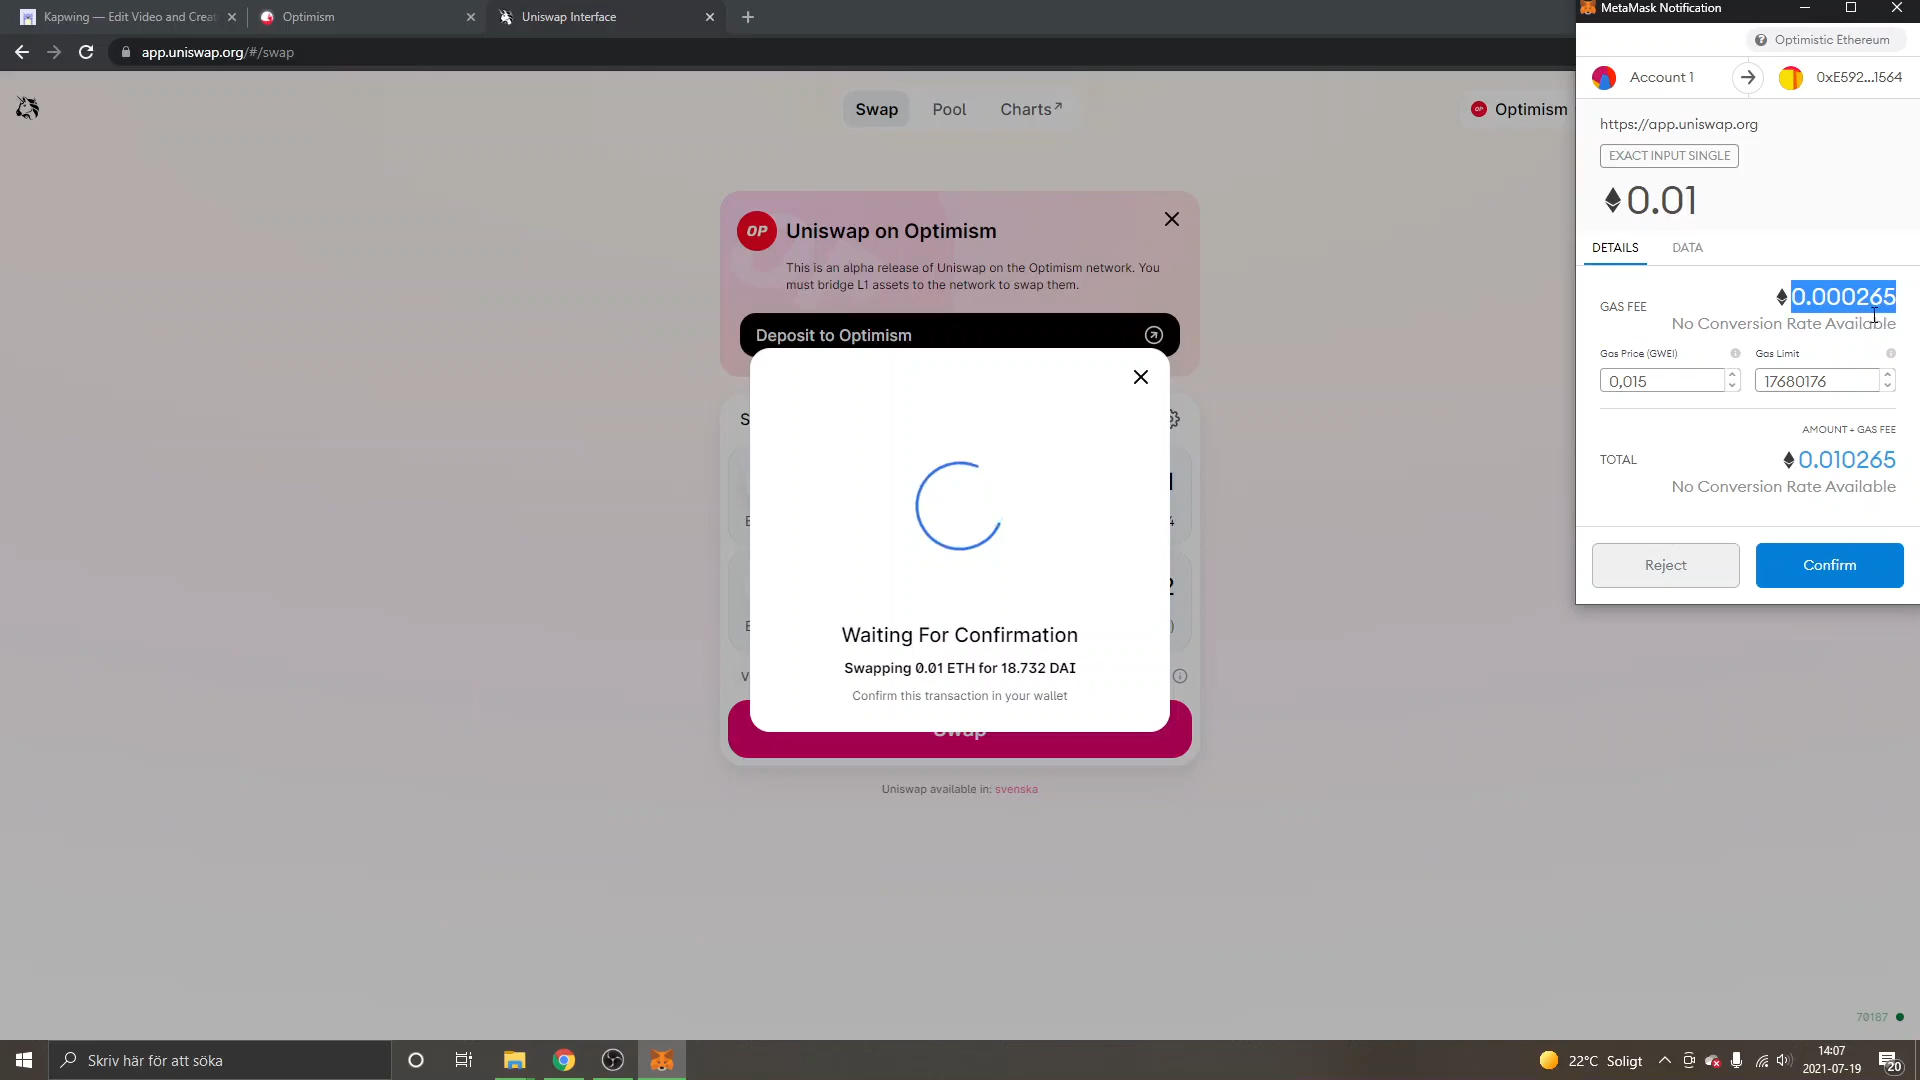 Kapwing — Edit Video and Creat
Optimism
Uniswap Interface
app.uniswap.org/#/swap
Swap
Pool
Charts↗
OP
Optimism
OP
Uniswap on Optimism
This is an alpha release of Uniswap on the Optimism network. You
must bridge L1 assets to the network to swap them.
Deposit to Optimism
Waiting For Confirmation
Swapping 0.01 ETH for 18.732 DAI
Confirm this transaction in your wallet
Swap
Uniswap available in: svenska
70187
MetaMask Notification
Optimistic Ethereum
Account 1
0xE592...1564
https://app.uniswap.org
EXACT INPUT SINGLE
0.01
DETAILS
DATA
GAS FEE
0.000265
No Conversion Rate Available
Gas Price (GWEI)
Gas Limit
0,015
17680176
AMOUNT + GAS FEE
TOTAL
0.010265
No Conversion Rate Available
Reject
Confirm
Skriv här för att söka
22°C Soligt
14:07
2021-07-19
20